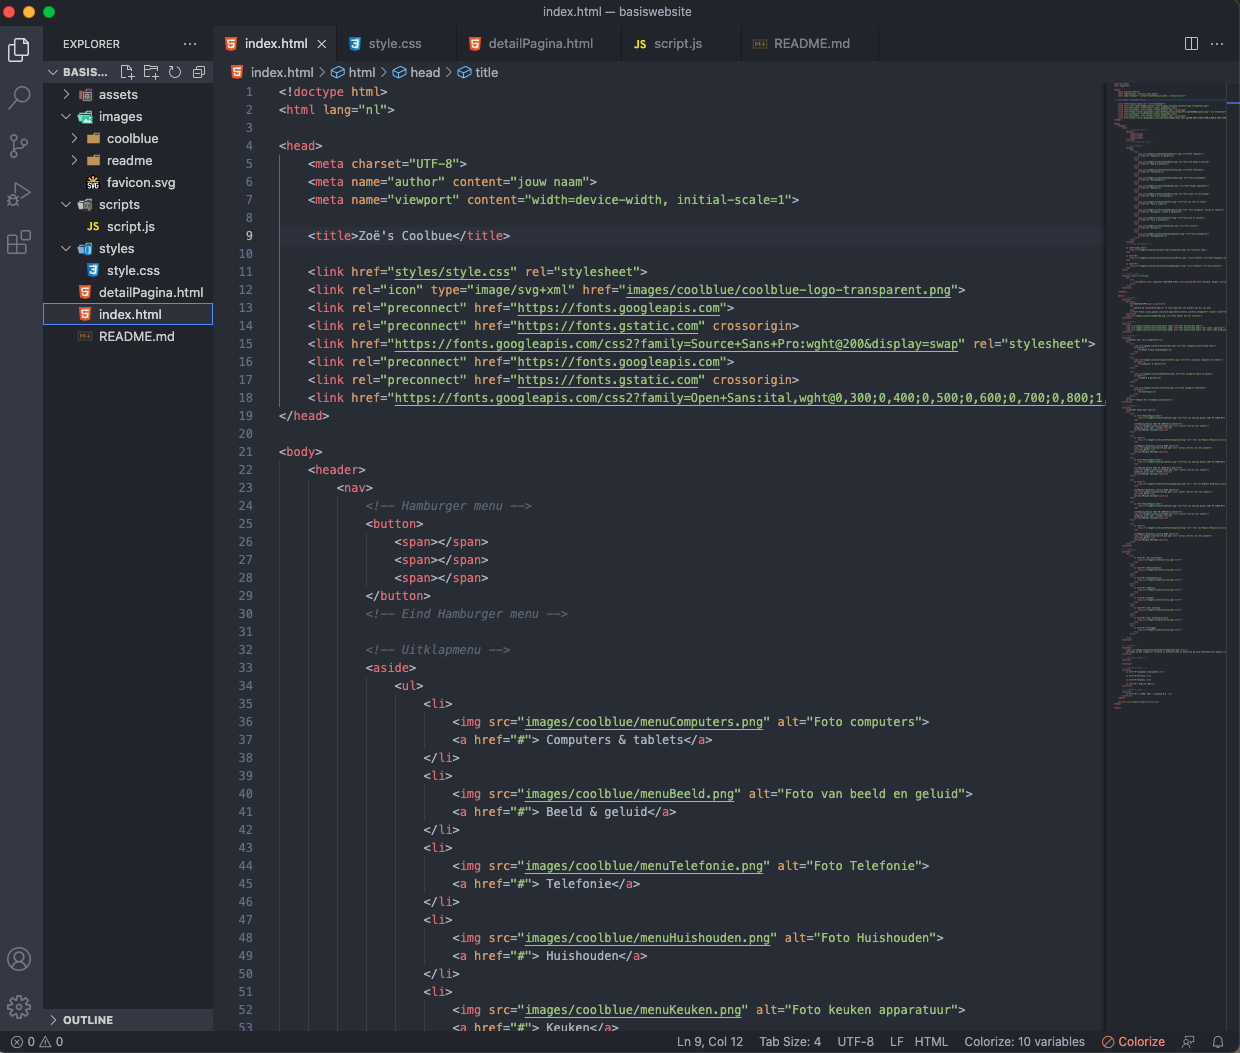 index.html — basiswebsite
EXPLORER
index.html
style.css
detailPagina.html
JS script.js
README.md
BASIS...
index.html > html > head > title
assets
images
coolblue
readme
favicon.svg
scripts
JS script.js
styles
style.css
detailPagina.html
index.html
README.md
OUTLINE
1 <!doctype html>
2 <html lang="nl">
3
4 <head>
5 <meta charset="UTF-8">
6 <meta name="author" content="jouw naam">
7 <meta name="viewport" content="width=device-width, initial-scale=1">
8
9 <title>Zoë's Coolbue</title>
10
11 <link href="styles/style.css" rel="stylesheet">
12 <link rel="icon" type="image/svg+xml" href="images/coolblue/coolblue-logo-transparent.png">
13 <link rel="preconnect" href="https://fonts.googleapis.com">
14 <link rel="preconnect" href="https://fonts.gstatic.com" crossorigin>
15 <link href="https://fonts.googleapis.com/css2?family=Source+Sans+Pro:wght@200&display=swap" rel="stylesheet">
16 <link rel="preconnect" href="https://fonts.googleapis.com">
17 <link rel="preconnect" href="https://fonts.gstatic.com" crossorigin>
18 <link href="https://fonts.googleapis.com/css2?family=Open+Sans:ital,wght@0,300;0,400;0,500;0,600;0,700;0,800;1,
19 </head>
20
21 <body>
22 <header>
23 <nav>
24 <!-- Hamburger menu -->
25 <button>
26 <span></span>
27 <span></span>
28 <span></span>
29 </button>
30 <!-- Eind Hamburger menu -->
31
32 <!-- Uitklapmenu -->
33 <aside>
34 <ul>
35 <li>
36 <img src="images/coolblue/menuComputers.png" alt="Foto computers">
37 <a href="#"> Computers & tablets</a>
38 </li>
39 <li>
40 <img src="images/coolblue/menuBeeld.png" alt="Foto van beeld en geluid">
41 <a href="#"> Beeld & geluid</a>
42 </li>
43 <li>
44 <img src="images/coolblue/menuTelefonie.png" alt="Foto Telefonie">
45 <a href="#"> Telefonie</a>
46 </li>
47 <li>
48 <img src="images/coolblue/menuHuishouden.png" alt="Foto Huishouden">
49 <a href="#"> Huishouden</a>
50 </li>
51 <li>
52 <img src="images/coolblue/menuKeuken.png" alt="Foto keuken apparatuur">
53 <a href="#"> Keuken</a>
0 0
Ln 9, Col 12 Tab Size: 4 UTF-8 LF HTML Colorize: 10 variables Colorize